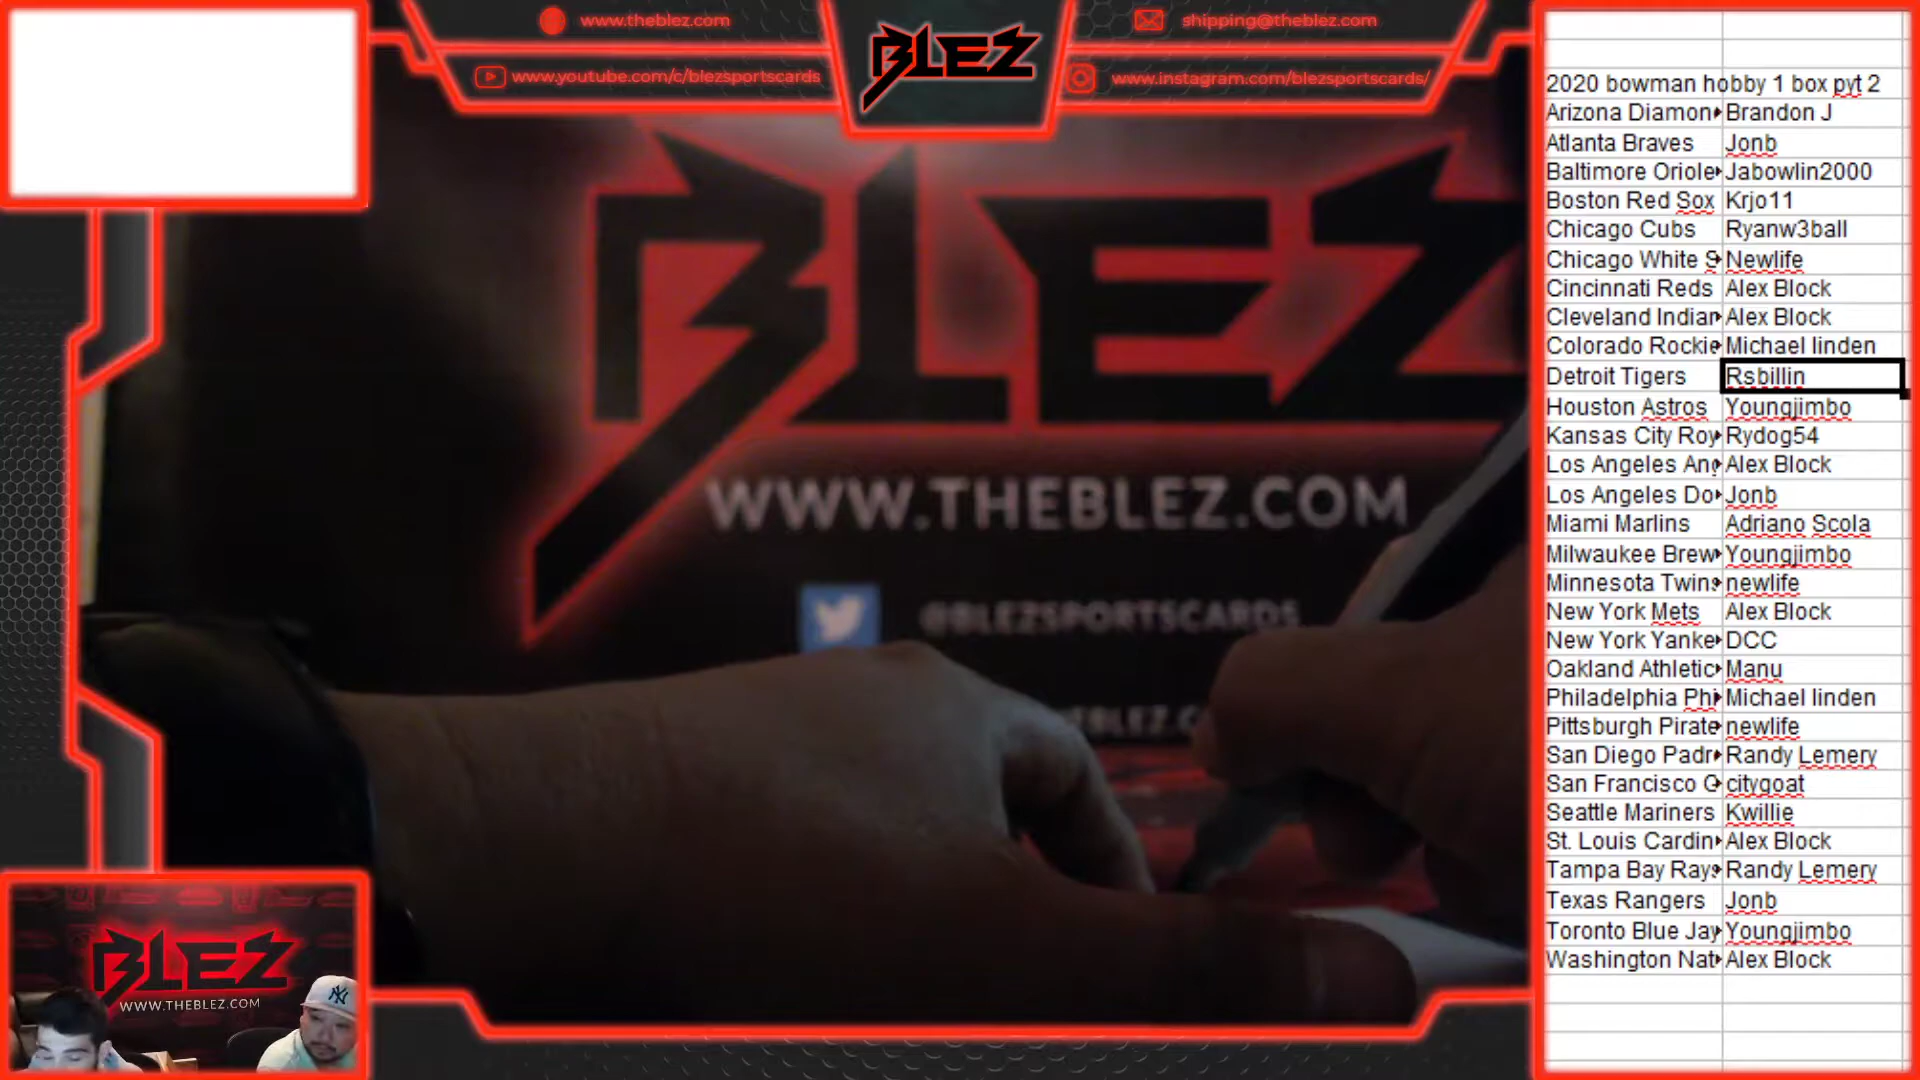 www.theblez.com
shipping@theblez.com
www.youtube.com/c/blezsportscards
www.instagram.com/blezsportscards/
BLEZ
BLEZ
WWW.THEBLEZ.COM
@BLEZSPORTSCARDS
BLEZ
WWW.THEBLEZ.COM
2020 bowman hobby 1 box pyt 2
Arizona Diamon Brandon J
Atlanta Braves Jonb
Baltimore Oriole Jabowlin2000
Boston Red Sox Krjo11
Chicago Cubs Ryanw3ball
Chicago White S Newlife
Cincinnati Reds Alex Block
Cleveland Indian Alex Block
Colorado Rockie Michael linden
Detroit Tigers Rsbillin
Houston Astros Youngjimbo
Kansas City Roy Rydog54
Los Angeles Ang Alex Block
Los Angeles Do Jonb
Miami Marlins Adriano Scola
Milwaukee Brew Youngjimbo
Minnesota Twins newlife
New York Mets Alex Block
New York Yanke DCC
Oakland Athletic Manu
Philadelphia Phi Michael linden
Pittsburgh Pirate newlife
San Diego Padr Randy Lemery
San Francisco G citygoat
Seattle Mariners Kwillie
St. Louis Cardin Alex Block
Tampa Bay Rays Randy Lemery
Texas Rangers Jonb
Toronto Blue Jay Youngjimbo
Washington Nat Alex Block